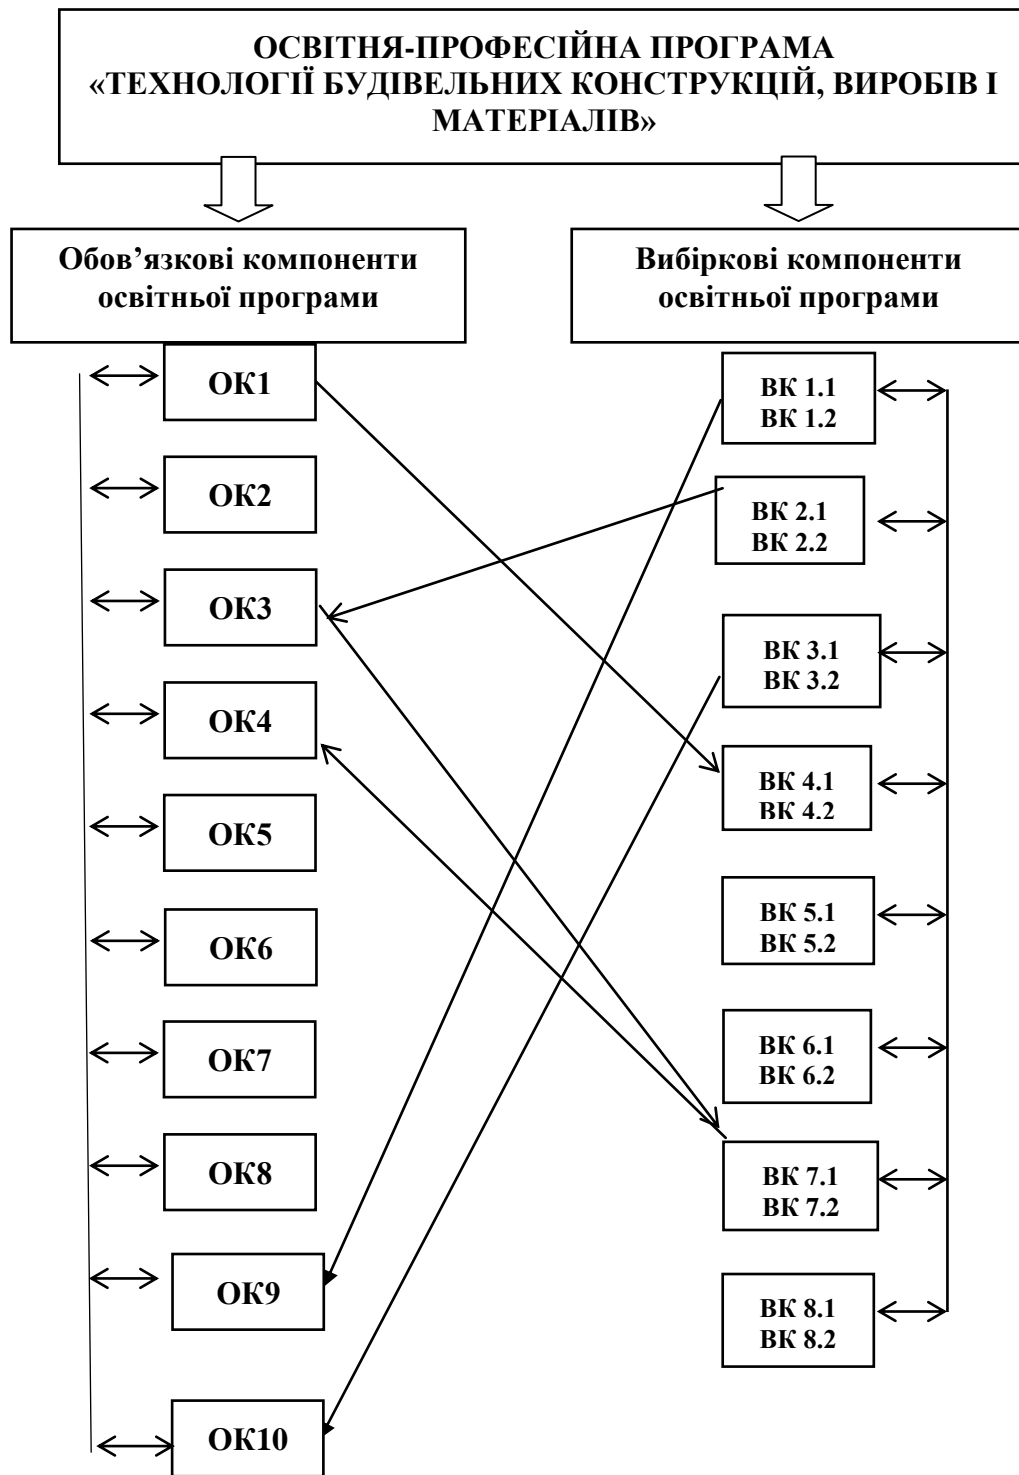 ОСВІТНЯ-ПРОФЕСІЙНА ПРОГРАМА
«ТЕХНОЛОГІЇ БУДІВЕЛЬНИХ КОНСТРУКЦІЙ, ВИРОБІВ І
МАТЕРІАЛІВ»
Обов’язкові компоненти
освітньої програми
ОК1
ОК2
ОК3
ОК4
ОК5
ОК6
ОК7
ОК8
ОК9
ОК10
Вибіркові компоненти
освітньої програми
ВК 1.1
ВК 1.2
ВК 2.1
ВК 2.2
ВК 3.1
ВК 3.2
ВК 4.1
ВК 4.2
ВК 5.1
ВК 5.2
ВК 6.1
ВК 6.2
ВК 7.1
ВК 7.2
ВК 8.1
ВК 8.2